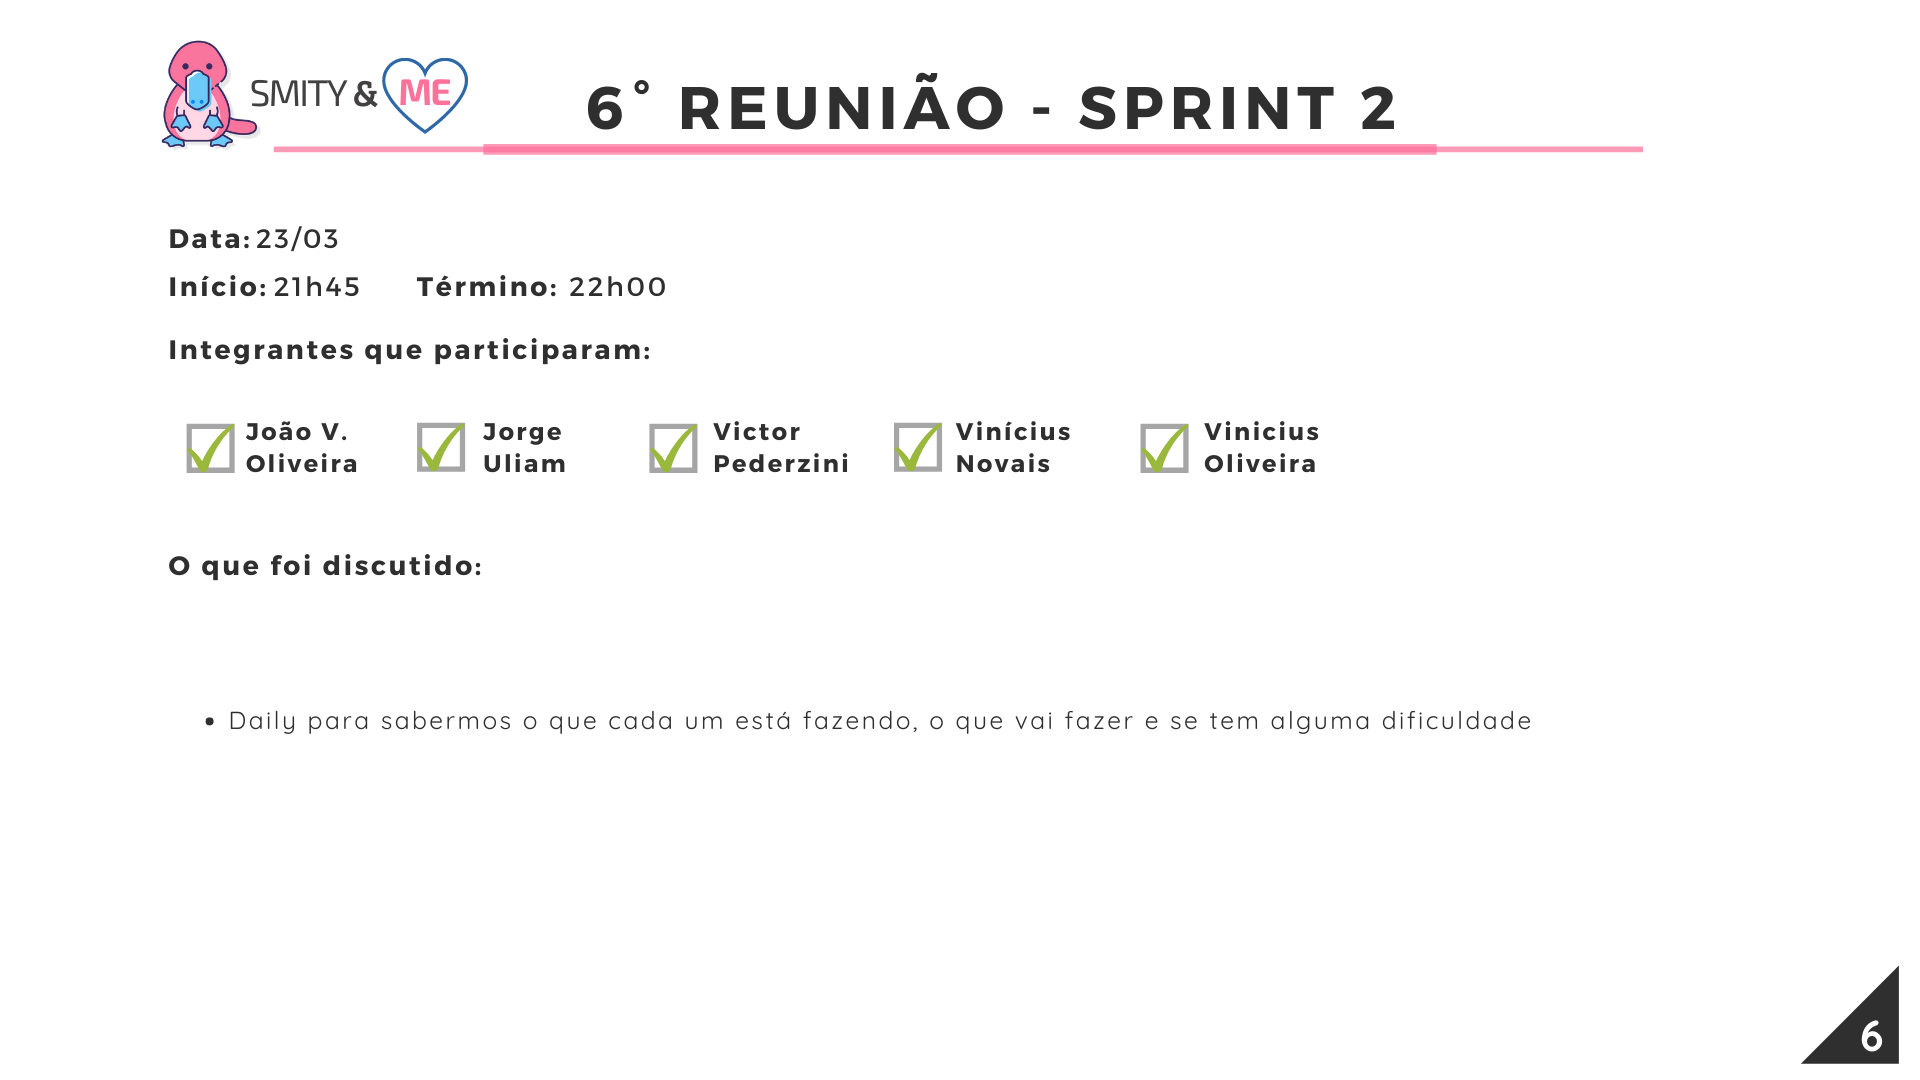 SMITY & ME
6° REUNIÃO - SPRINT 2
Data: 23/03
Início: 21h45 Término: 22h00
Integrantes que participaram:
João V. Oliveira
Jorge Uliam
Victor Pederzini
Vinícius Novais
Vinicius Oliveira
O que foi discutido:
• Daily para sabermos o que cada um está fazendo, o que vai fazer e se tem alguma dificuldade
6